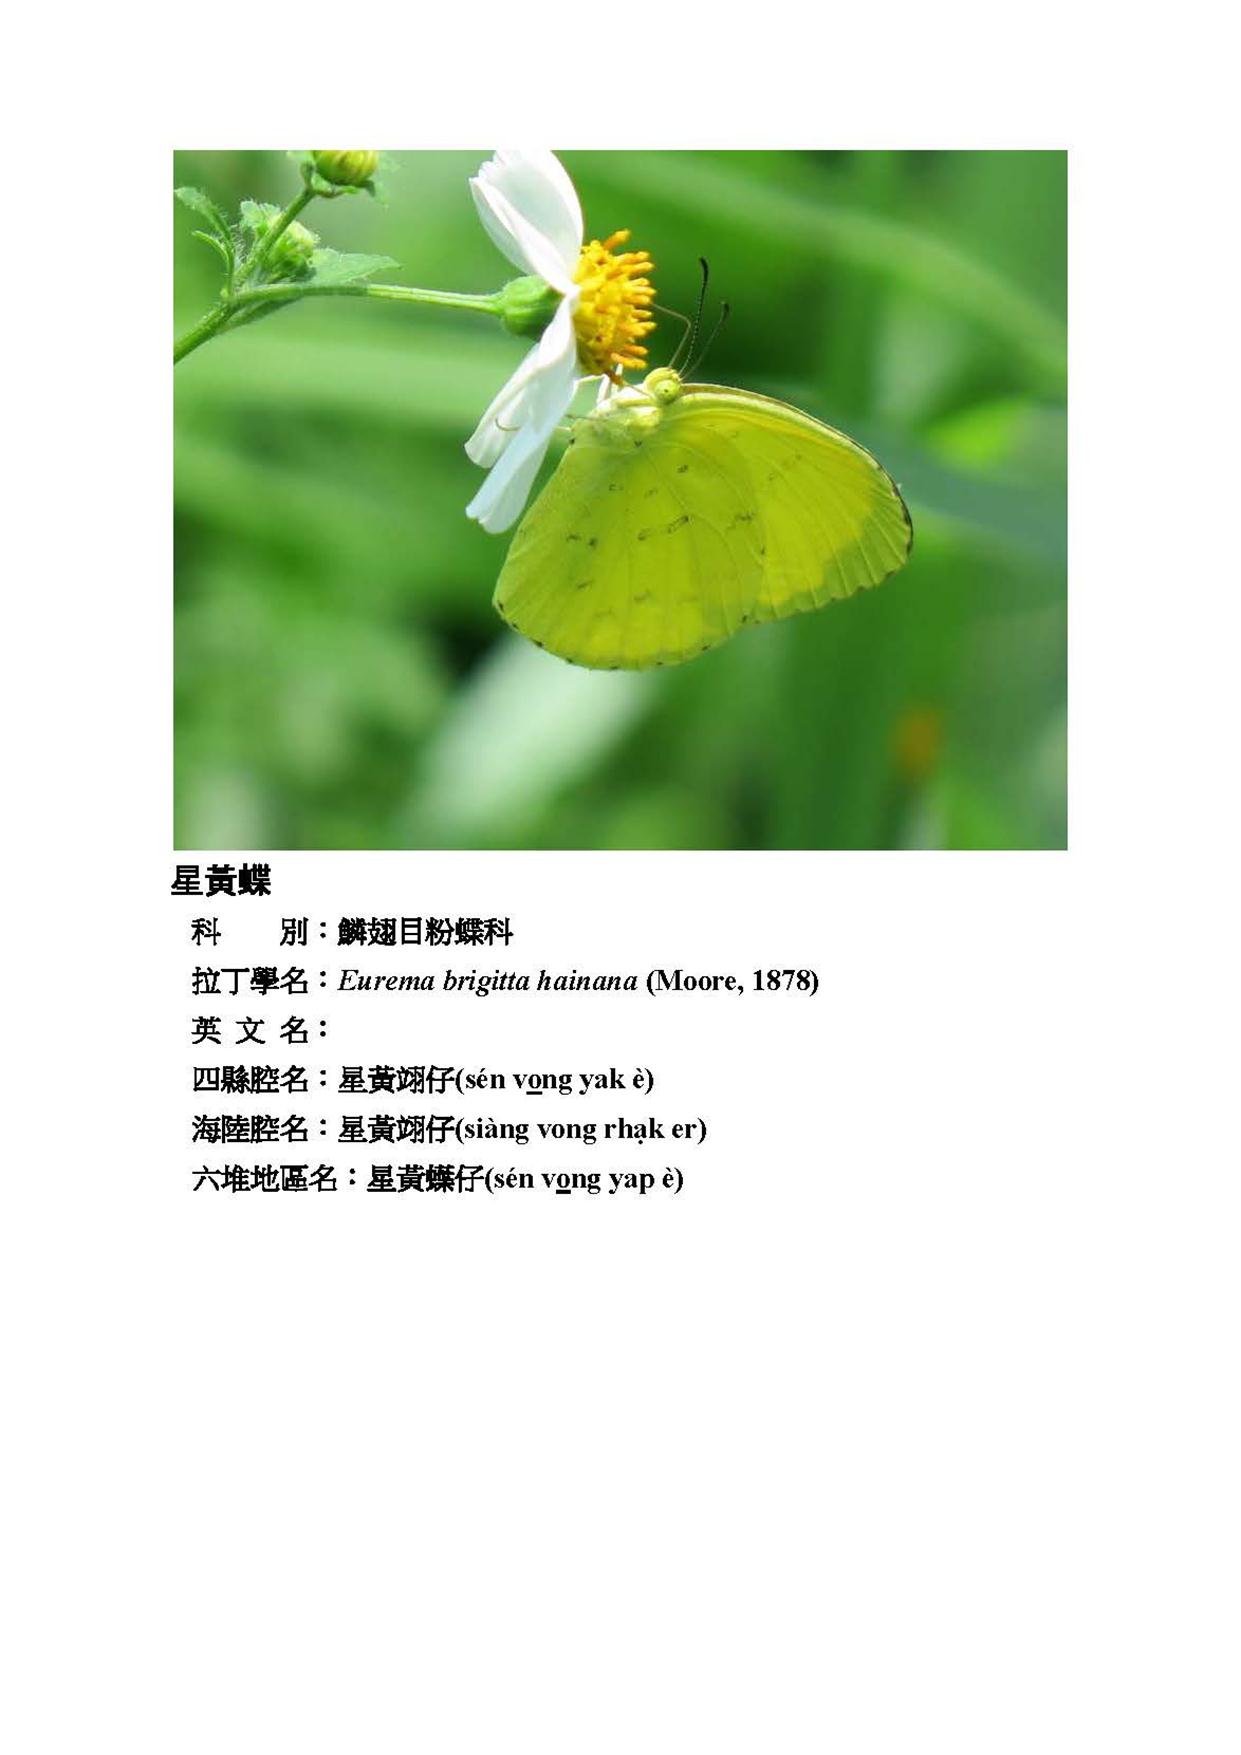 星黃蝶
科　　別：鱗翅目粉蝶科
拉丁學名：Eurema brigitta hainana (Moore, 1878)
英 文 名：
四縣腔名：星黃翊仔(sén vo̲ng yak è)
海陸腔名：星黃翊仔(siàng vong rhạk er)
六堆地區名：星黃蝶仔(sén vo̲ng yap è)